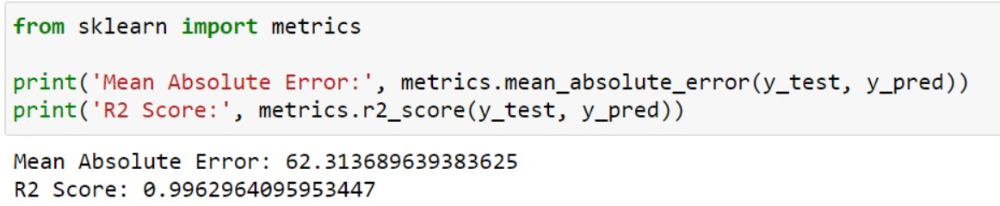 from sklearn import metrics
print('Mean Absolute Error:', metrics.mean_absolute_error(y_test, y_pred))
print('R2 Score:', metrics.r2_score(y_test, y_pred))
Mean Absolute Error: 62.313689639383625
R2 Score: 0.9962964095953447